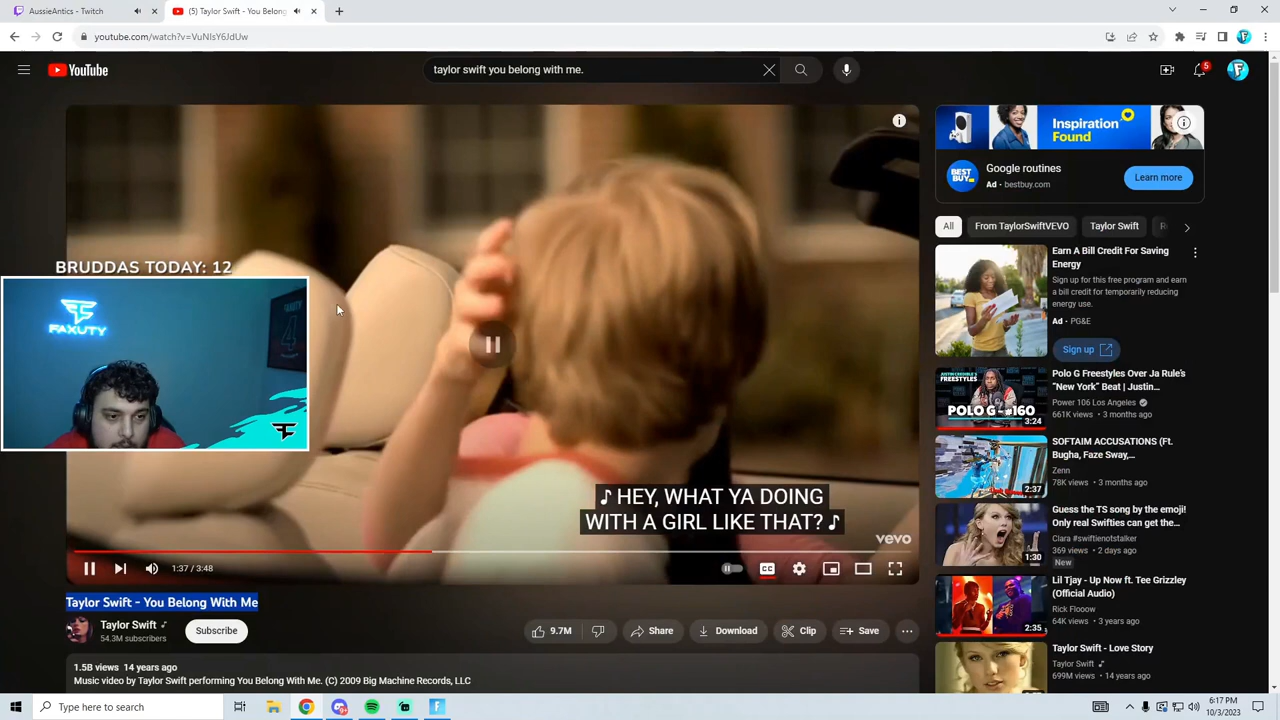 AussieAntics - Twitch
(5) Taylor Swift - You Belong
youtube.com/watch?v=VuNIsY6JdUw
YouTube
taylor swift you belong with me.
5
BRUDDAS TODAY: 12
FAXUTY
♪ HEY, WHAT YA DOING
WITH A GIRL LIKE THAT? ♪
vevo
1:37 / 3:48
CC
Taylor Swift - You Belong With Me
Taylor Swift
54.3M subscribers
Subscribe
9.7M
Share
Download
Clip
Save
1.5B views 14 years ago
Music video by Taylor Swift performing You Belong With Me. (C) 2009 Big Machine Records, LLC
Inspiration
Found
BEST
BUY
Google routines
Ad • bestbuy.com
Learn more
All
From TaylorSwiftVEVO
Taylor Swift
Earn A Bill Credit For Saving
Energy
Sign up for this free program and earn
a bill credit for temporarily reducing
energy use.
Ad • PG&E
Sign up
Polo G Freestyles Over Ja Rule's
"New York" Beat | Justin...
Power 106 Los Angeles
661K views • 3 months ago
FREESTYLES
POLO G - #160
3:24
SOFTAIM ACCUSATIONS (Ft.
Bugha, Faze Sway,...
Zenn
78K views • 3 months ago
2:37
Guess the TS song by the emoji!
Only real Swifties can get the...
Ciara #swiftienotstalker
369 views • 2 days ago
New
1:30
Lil Tjay - Up Now ft. Tee Grizzley
(Official Audio)
Rick Flooow
64K views • 3 years ago
2:35
Taylor Swift - Love Story
Taylor Swift
699M views • 14 years ago
Type here to search
6:17 PM
10/3/2023